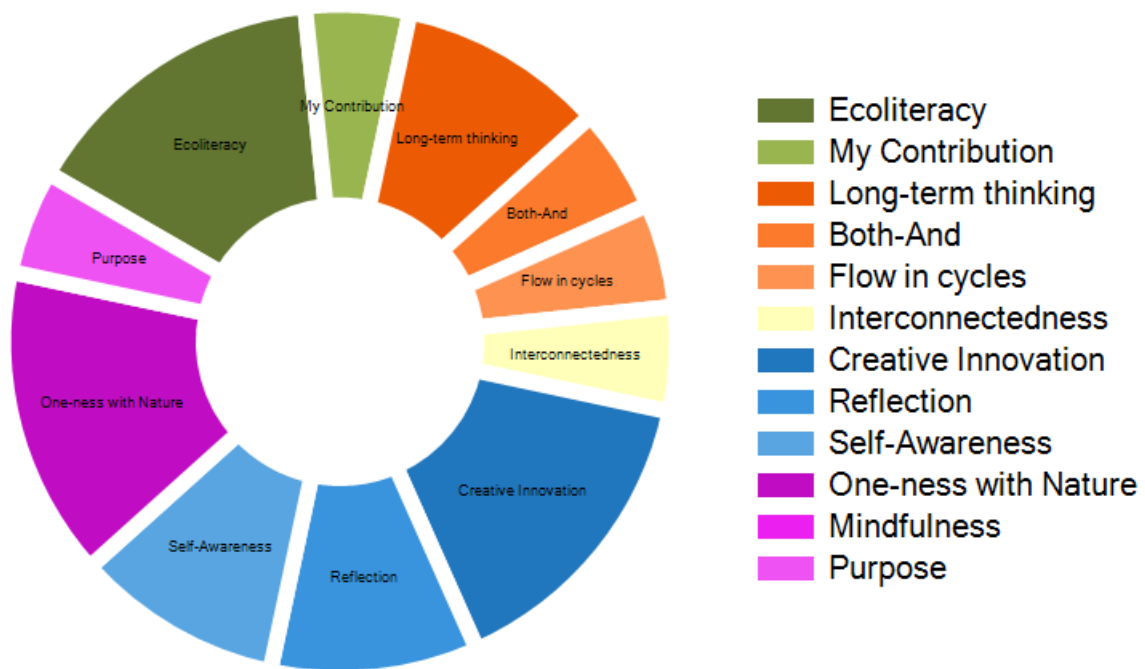 My Contribution
Ecoliteracy
Long-term thinking
Both-And
Purpose
Flow in cycles
Interconnectedness
One-ness with Nature
Creative Innovation
Self-Awareness
Reflection
Ecoliteracy
My Contribution
Long-term thinking
Both-And
Flow in cycles
Interconnectedness
Creative Innovation
Reflection
Self-Awareness
One-ness with Nature
Mindfulness
Purpose